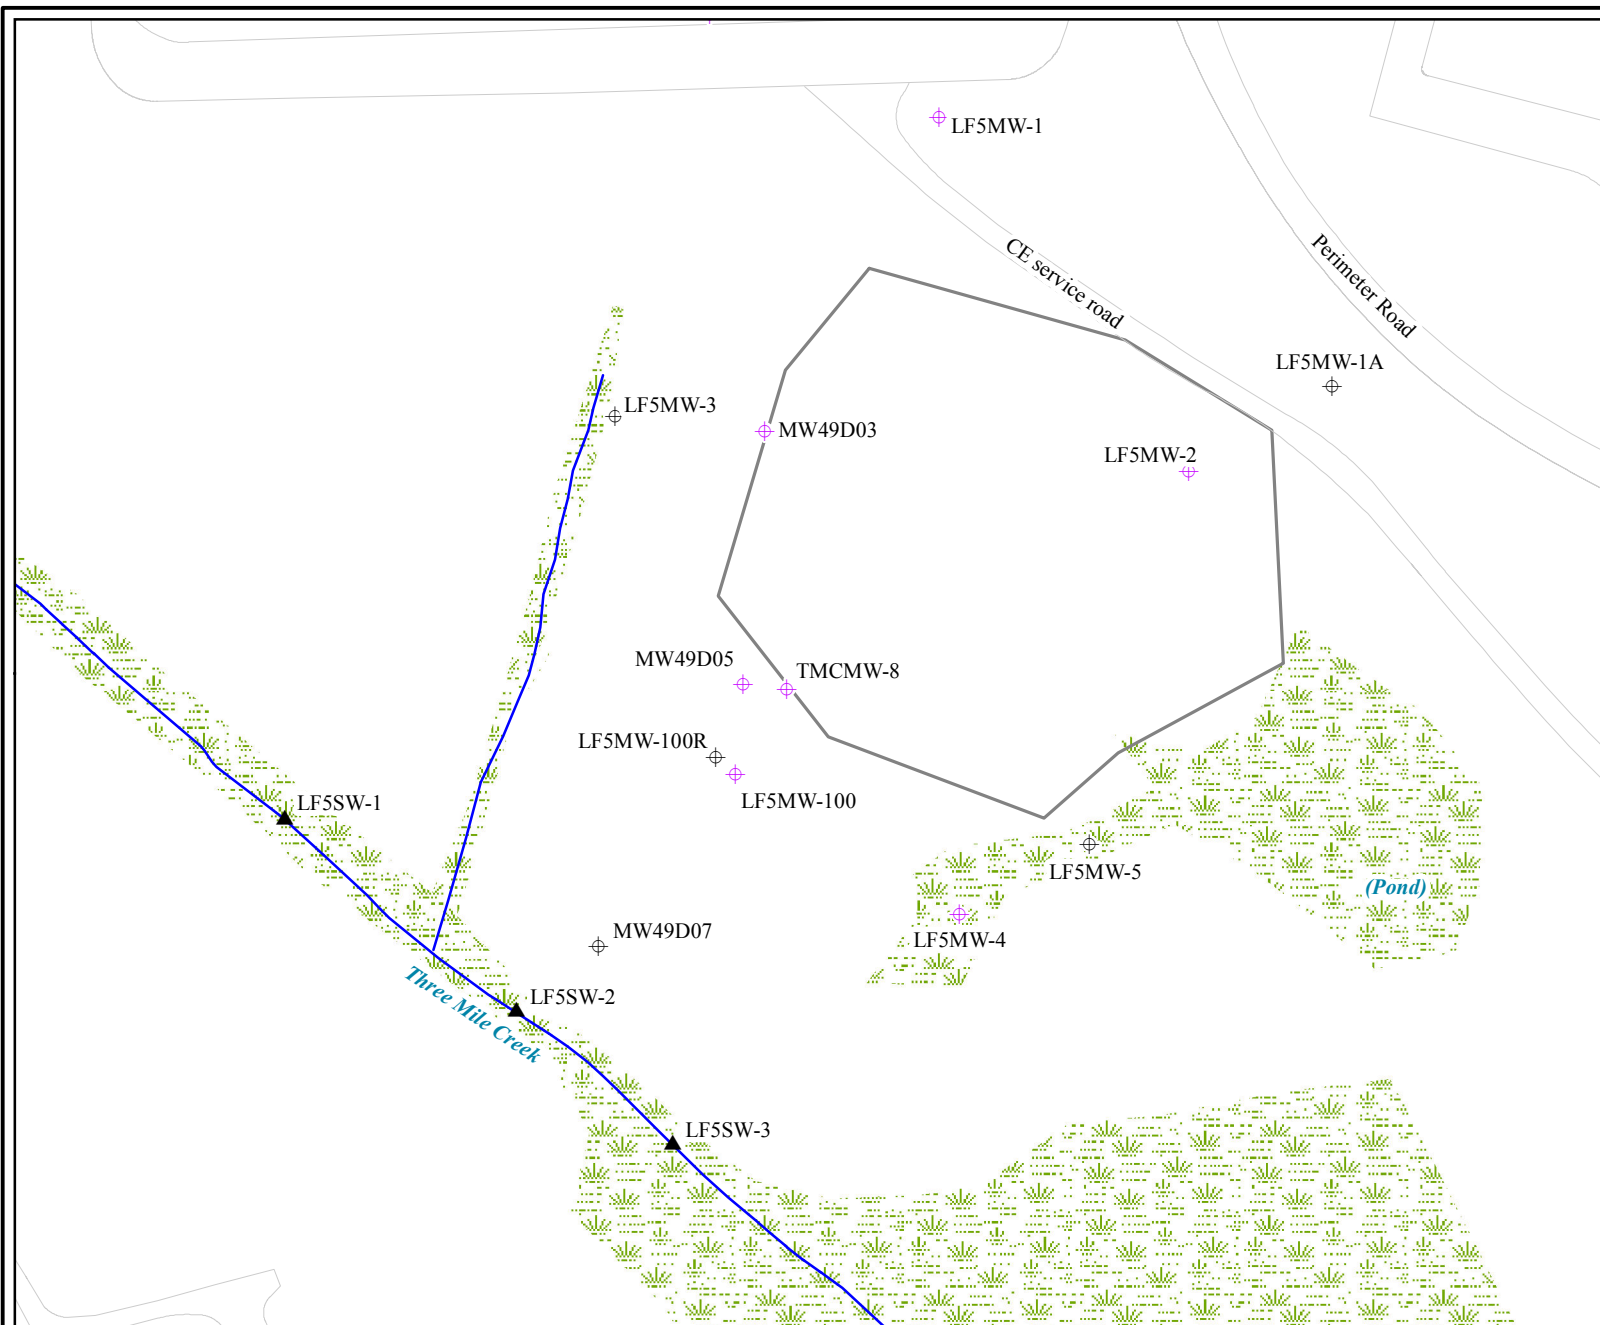 LF5MW-1
CE service road
Perimeter Road
LF5MW-1A
LF5MW-3
MW49D03
LF5MW-2
MW49D05
TMCMW-8
LF5MW-100R
LF5MW-100
LF5SW-1
LF5MW-5
(Pond)
MW49D07
LF5MW-4
Three Mile Creek
LF5SW-2
LF5SW-3